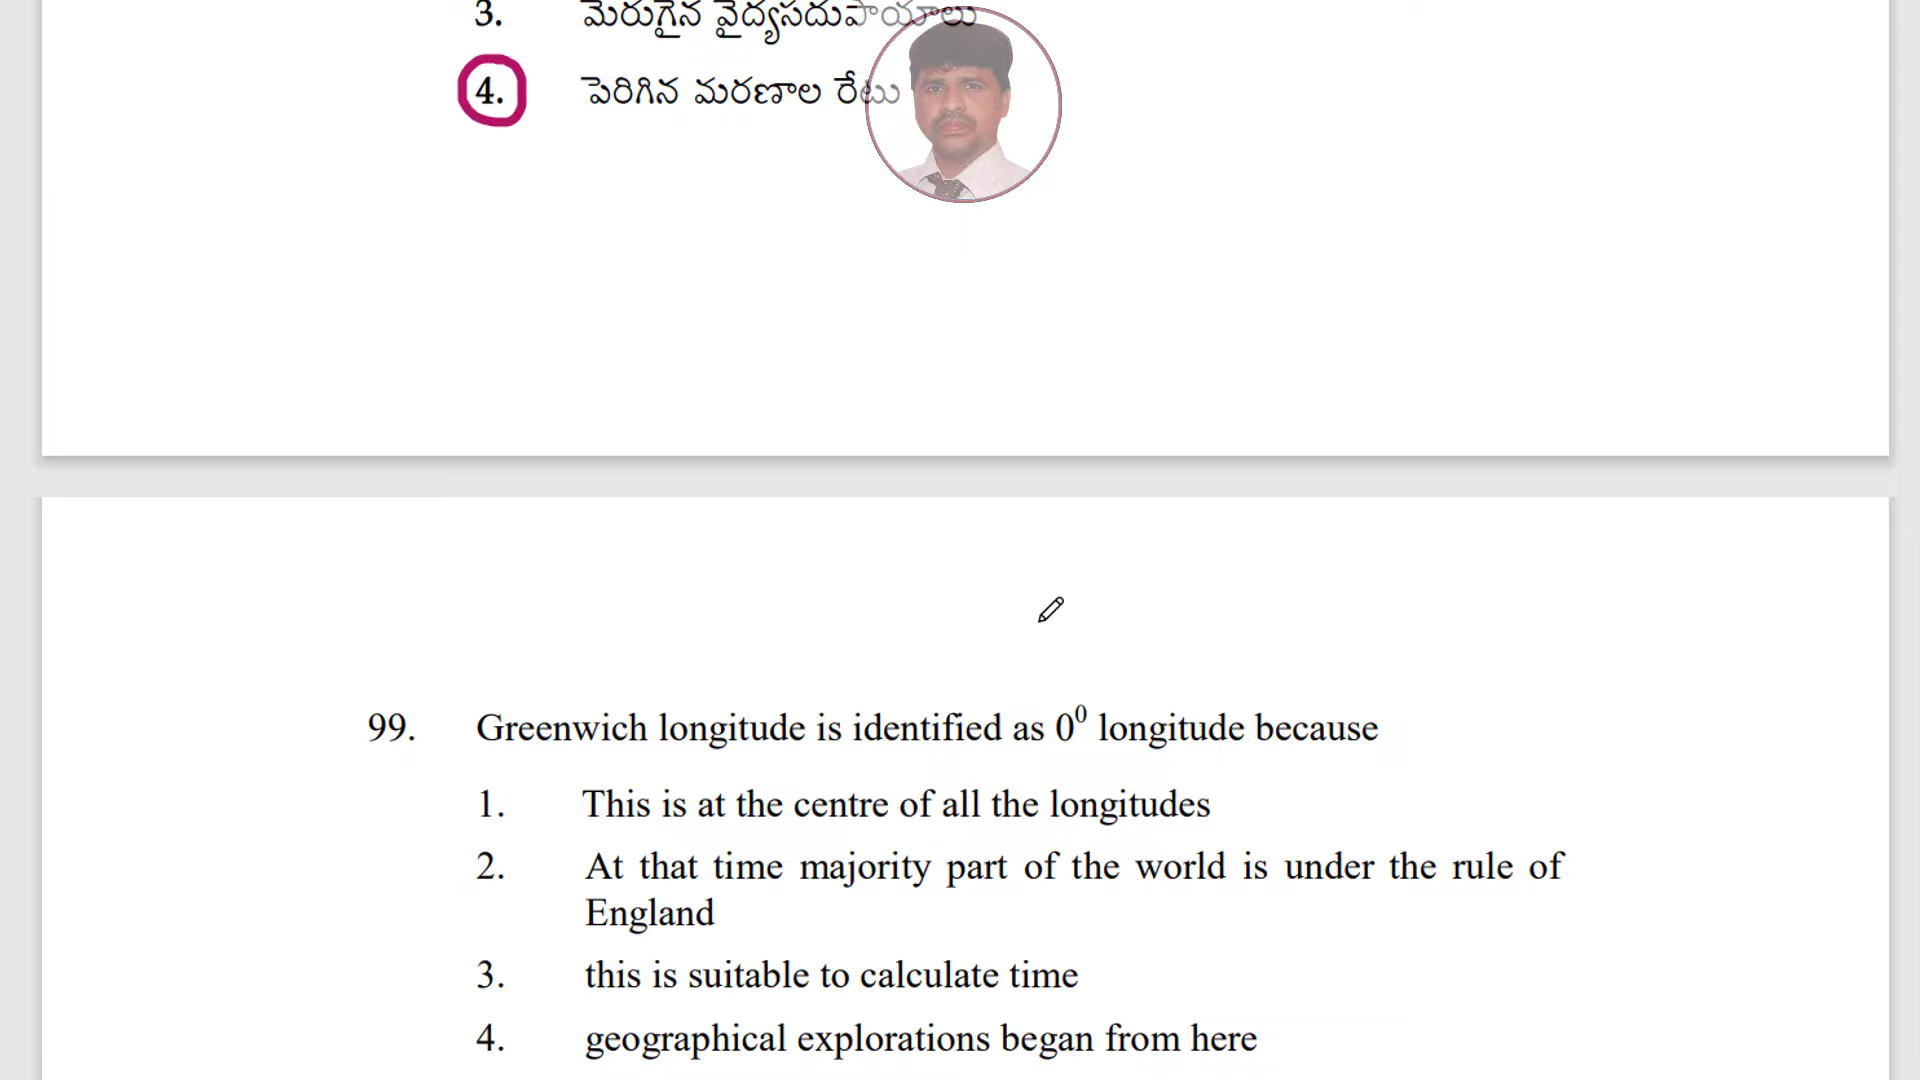 3. మెరుగైన వైద్యసదుపాయాలు
4. పెరిగిన మరణాల రేటు
99. Greenwich longitude is identified as 0⁰ longitude because
1. This is at the centre of all the longitudes
2. At that time majority part of the world is under the rule of
England
3. this is suitable to calculate time
4. geographical explorations began from here